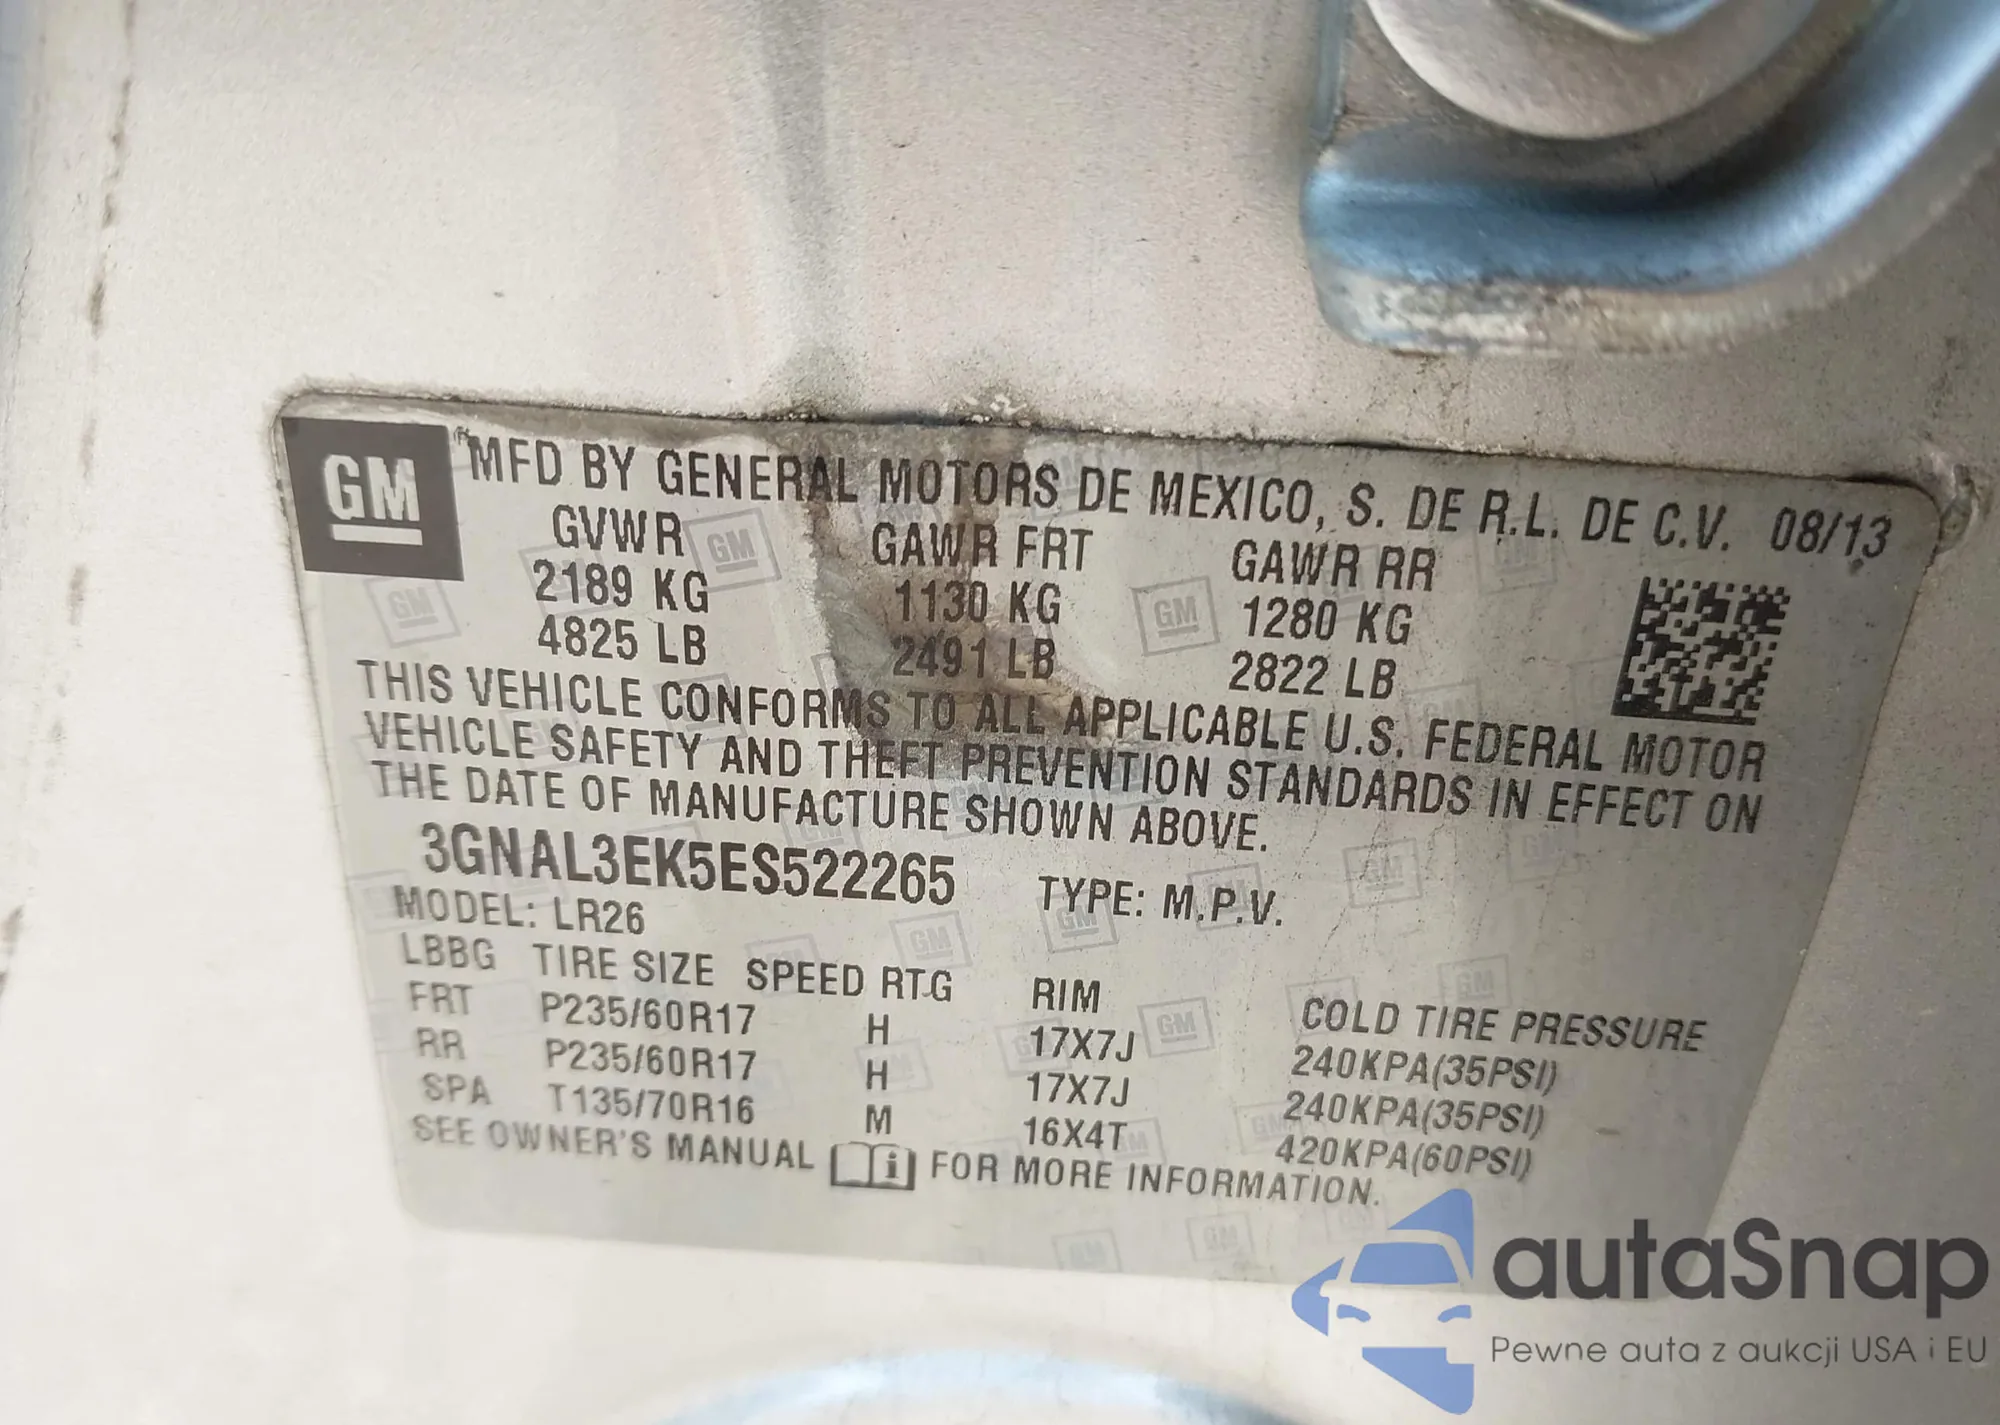 GM
MFD BY GENERAL MOTORS DE MEXICO, S. DE R.L. DE C.V. 08/13
GVWR GAWR FRT GAWR RR
2189 KG 1130 KG 1280 KG
4825 LB 2491 LB 2822 LB
THIS VEHICLE CONFORMS TO ALL APPLICABLE U.S. FEDERAL MOTOR
VEHICLE SAFETY AND THEFT PREVENTION STANDARDS IN EFFECT ON
THE DATE OF MANUFACTURE SHOWN ABOVE.
3GNAL3EK5ES522265 TYPE: M.P.V.
MODEL: LR26
LBBG TIRE SIZE SPEED RTG RIM COLD TIRE PRESSURE
FRT P235/60R17 H 17X7J 240KPA(35PSI)
RR P235/60R17 H 17X7J 240KPA(35PSI)
SPA T135/70R16 M 16X4T 420KPA(60PSI)
SEE OWNER'S MANUAL FOR MORE INFORMATION.
autaSnap
Pewne auta z aukcji USA i EU